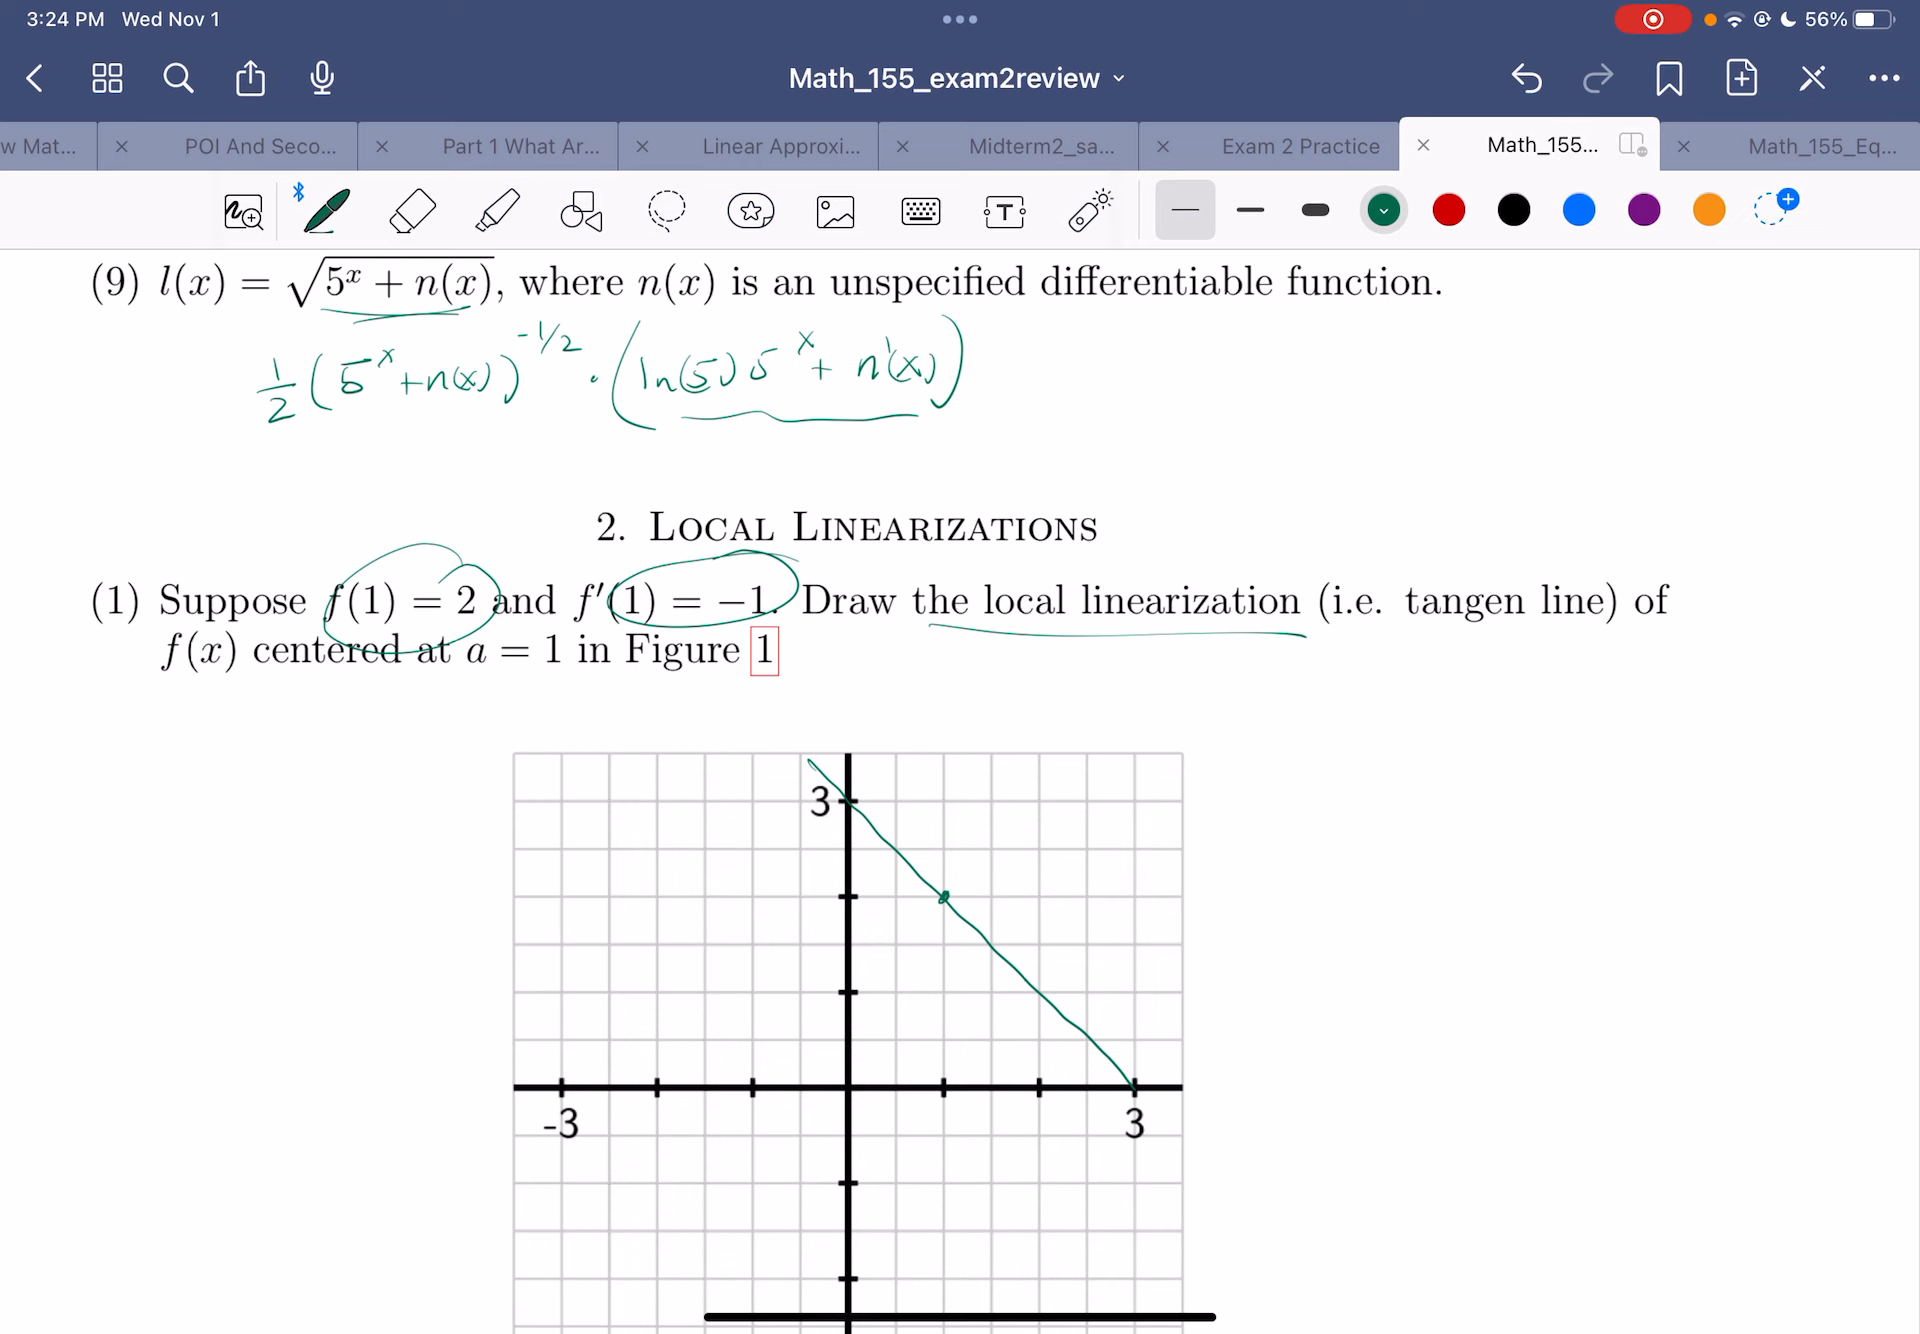 3:24 PM Wed Nov 1
56%
Math_155_exam2review
w Mat...
POI And Seco...
Part 1 What Ar...
Linear Approxi...
Midterm2_sa...
Exam 2 Practice
Math_155...
Math_155_Eq...
(9) l(x) = √(5ˣ + n(x)), where n(x) is an unspecified differentiable function.
1/2 (5ˣ + n(x))^(-1/2) · (ln(5) 5ˣ + n'(x))
2. LOCAL LINEARIZATIONS
(1) Suppose f(1) = 2 and f′(1) = −1. Draw the local linearization (i.e. tangen line) of
f(x) centered at a = 1 in Figure 1
3
-3
3